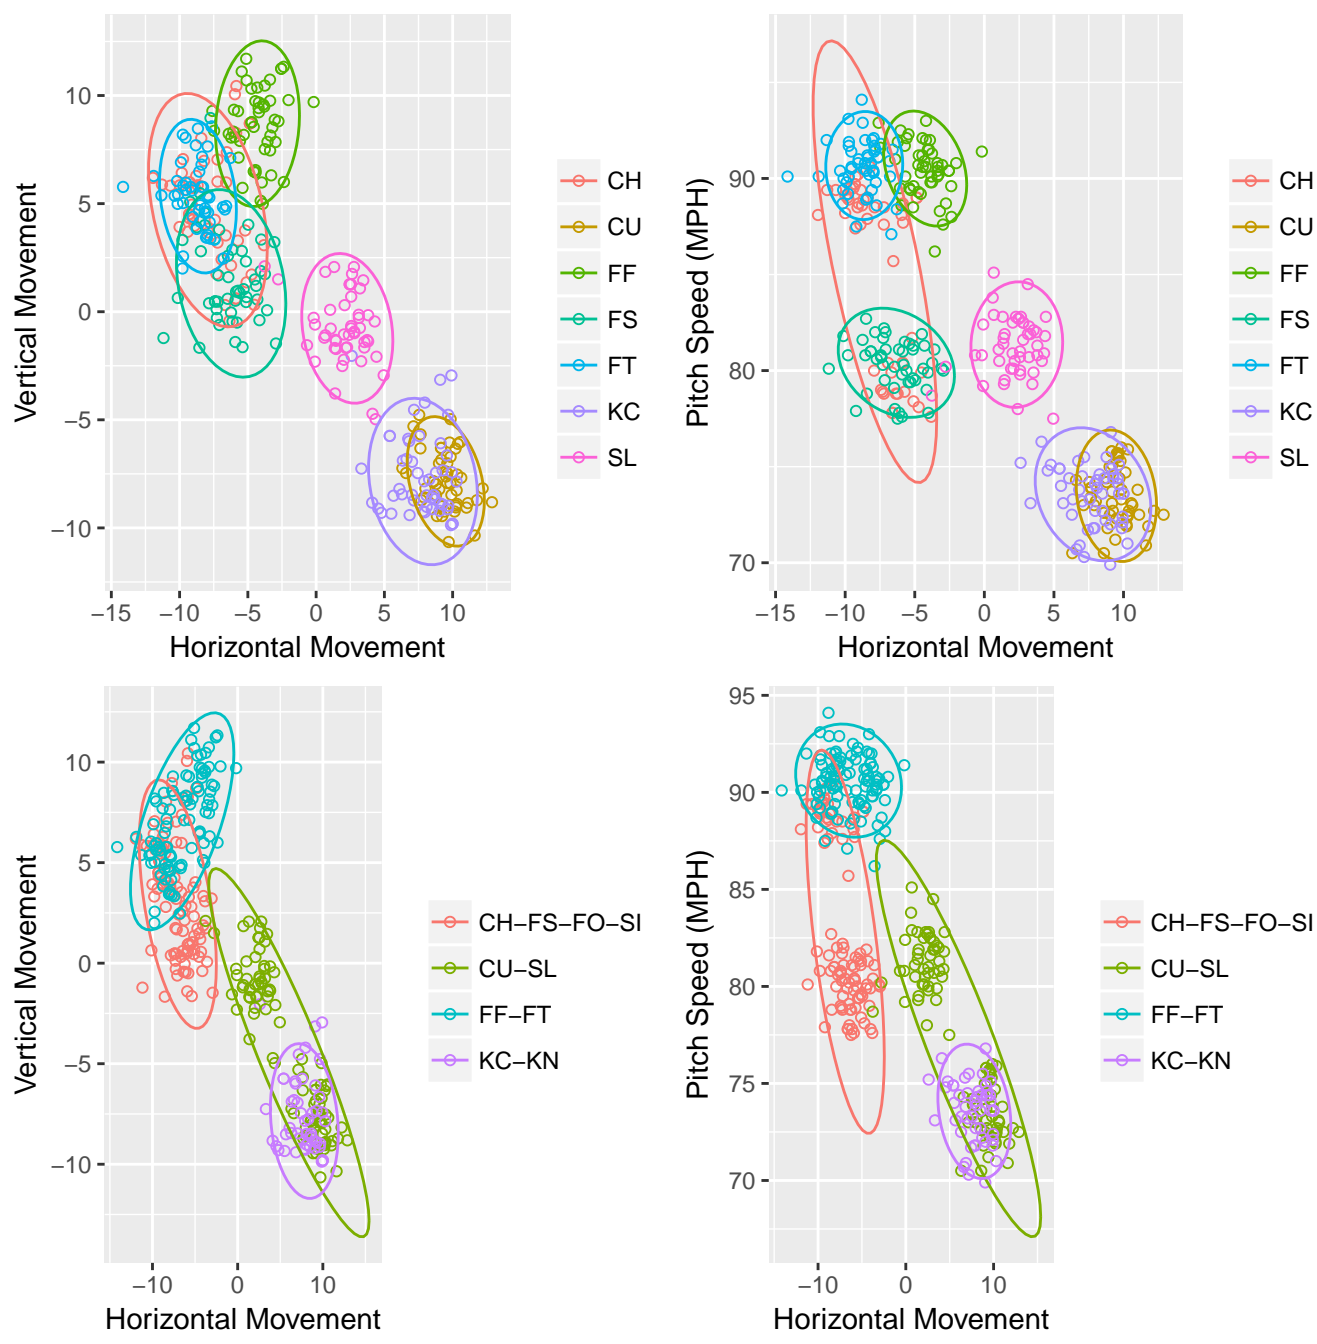 Vertical Movement
10
5
0
−5
−10
−15
−10
−5
0
5
10
Horizontal Movement
CH
CU
FF
FS
FT
KC
SL
Pitch Speed (MPH)
90
80
70
−15
−10
−5
0
5
10
Horizontal Movement
CH
CU
FF
FS
FT
KC
SL
Vertical Movement
10
5
0
−5
−10
−10
0
10
Horizontal Movement
CH−FS−FO−SI
CU−SL
FF−FT
KC−KN
Pitch Speed (MPH)
95
90
85
80
75
70
−10
0
10
Horizontal Movement
CH−FS−FO−SI
CU−SL
FF−FT
KC−KN